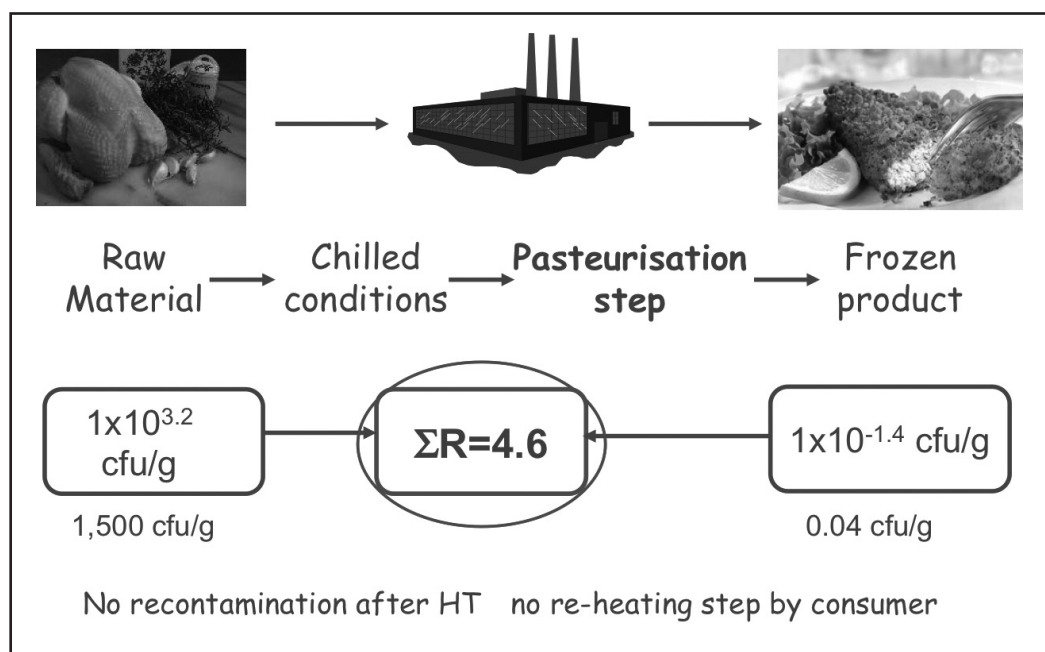 Raw
Material
Chilled
conditions
Pasteurisation
step
Frozen
product
1x10^3.2
cfu/g
ΣR=4.6
1x10^-1.4 cfu/g
1,500 cfu/g
0.04 cfu/g
No recontamination after HT no re-heating step by consumer